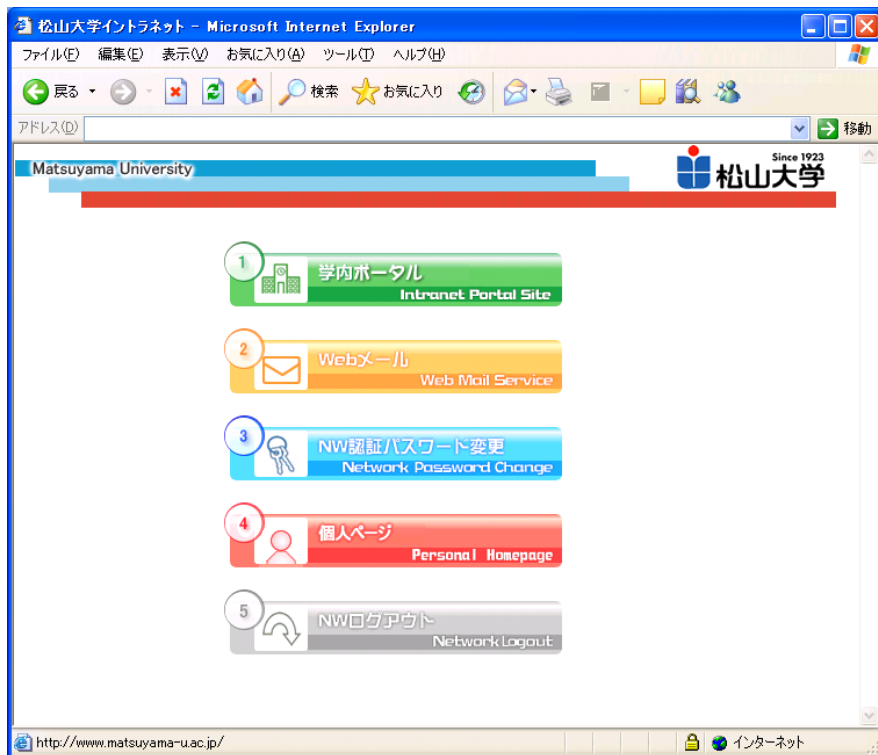 松山大学イントラネット - Microsoft Internet Explorer
ファイル(F) 編集(E) 表示(V) お気に入り(A) ツール(T) ヘルプ(H)
戻る 検索 お気に入り
アドレス(D) 移動
Matsuyama University
Since 1923
松山大学
1
学内ポータル
Intranet Portal Site
2
Webメール
Web Mail Service
3
NW認証パスワード変更
Network Password Change
4
個人ページ
Personal Homepage
5
NWログアウト
Network Logout
http://www.matsuyama-u.ac.jp/ インターネット